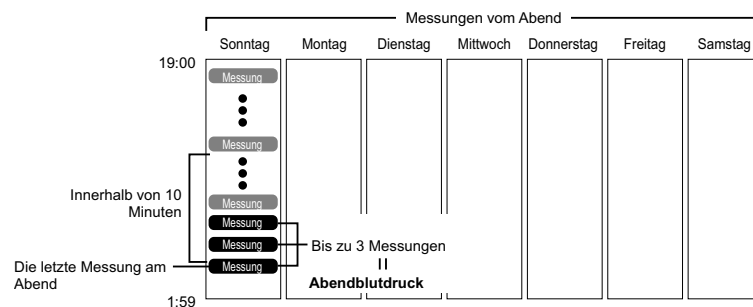 Messungen vom Abend
Sonntag Montag Dienstag Mittwoch Donnerstag Freitag Samstag
19:00
Messung
Messung
Innerhalb von 10
Minuten
Messung
Messung
Messung
Bis zu 3 Messungen
Die letzte Messung am
Abend
Messung
=
Abendblutdruck
1:59